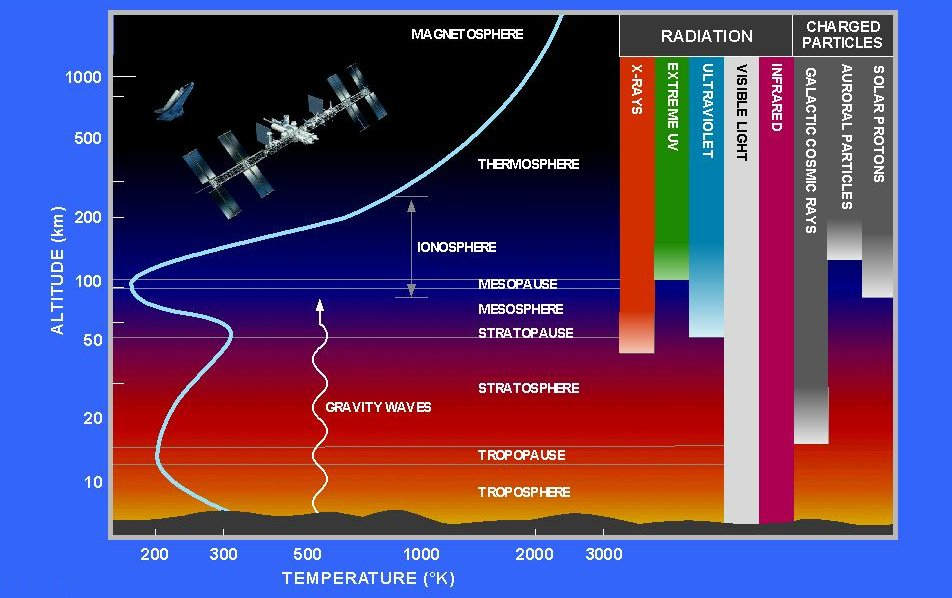 MAGNETOSPHERE
RADIATION
CHARGED
PARTICLES
X-RAYS
EXTREME UV
ULTRAVIOLET
VISIBLE LIGHT
INFRARED
GALACTIC COSMIC RAYS
AURORAL PARTICLES
SOLAR PROTONS
ALTITUDE (km)
1000
500
200
100
50
20
10
THERMOSPHERE
IONOSPHERE
MESOPAUSE
MESOSPHERE
STRATOPAUSE
STRATOSPHERE
GRAVITY WAVES
TROPOPAUSE
TROPOSPHERE
200 300 500 1000 2000 3000
TEMPERATURE (°K)